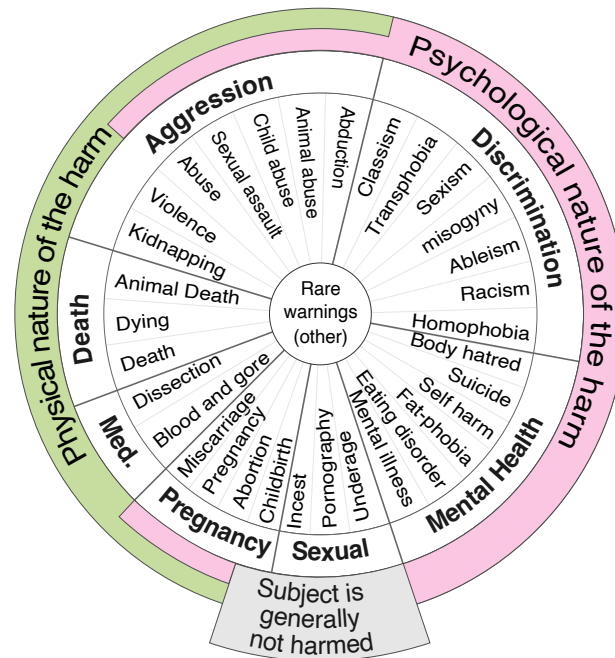 Physical nature of the harm
Psychological nature of the harm
Aggression
Abduction
Animal abuse
Child abuse
Sexual assault
Abuse
Violence
Kidnapping
Discrimination
Classism
Transphobia
Sexism
misogyny
Ableism
Racism
Homophobia
Mental Health
Body hatred
Suicide
Self harm
Fat-phobia
Eating disorder
Mental illness
Sexual
Underage
Pornography
Incest
Pregnancy
Childbirth
Abortion
Pregnancy
Miscarriage
Med.
Blood and gore
Dissection
Death
Death
Dying
Animal Death
Rare
warnings
(other)
Subject is
generally
not harmed